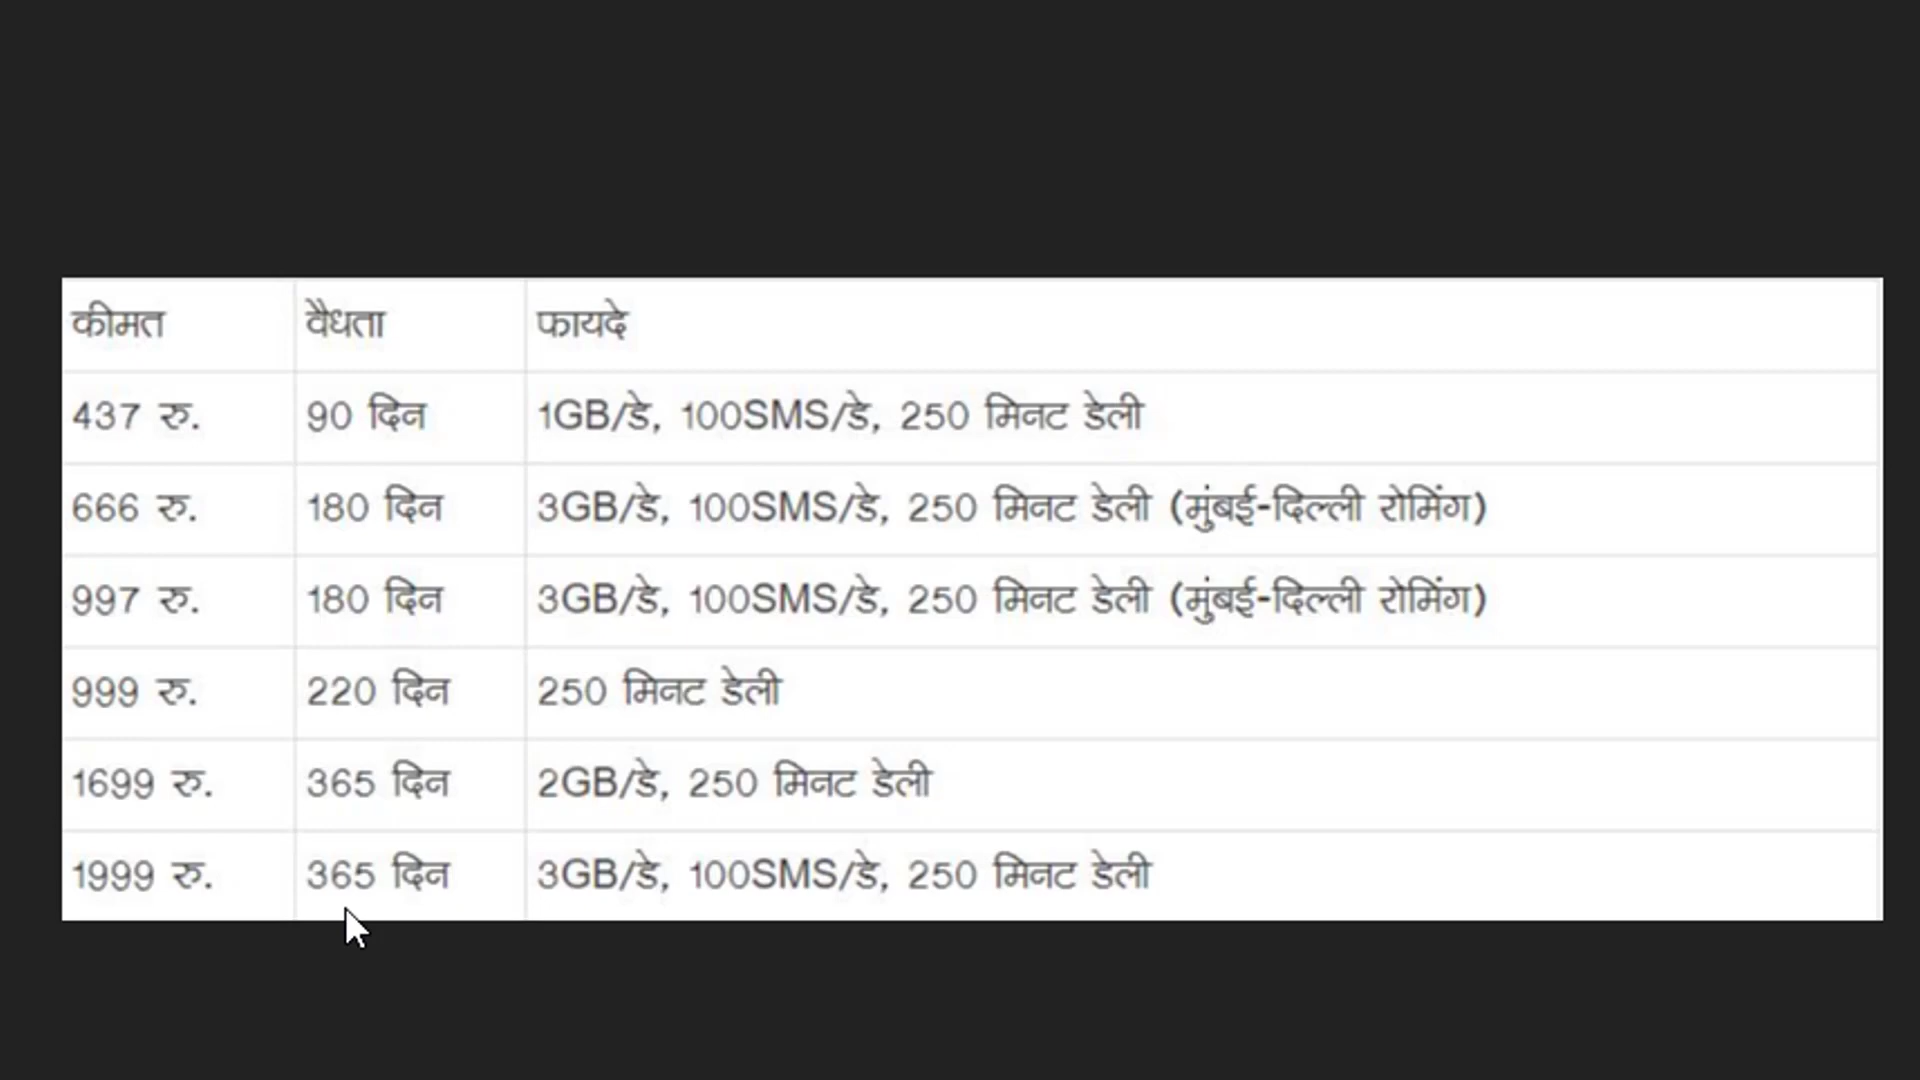 कीमत वैधता फायदे
437 रु. 90 दिन 1GB/डे, 100SMS/डे, 250 मिनट डेली
666 रु. 180 दिन 3GB/डे, 100SMS/डे, 250 मिनट डेली (मुंबई-दिल्ली रोमिंग)
997 रु. 180 दिन 3GB/डे, 100SMS/डे, 250 मिनट डेली (मुंबई-दिल्ली रोमिंग)
999 रु. 220 दिन 250 मिनट डेली
1699 रु. 365 दिन 2GB/डे, 250 मिनट डेली
1999 रु. 365 दिन 3GB/डे, 100SMS/डे, 250 मिनट डेली